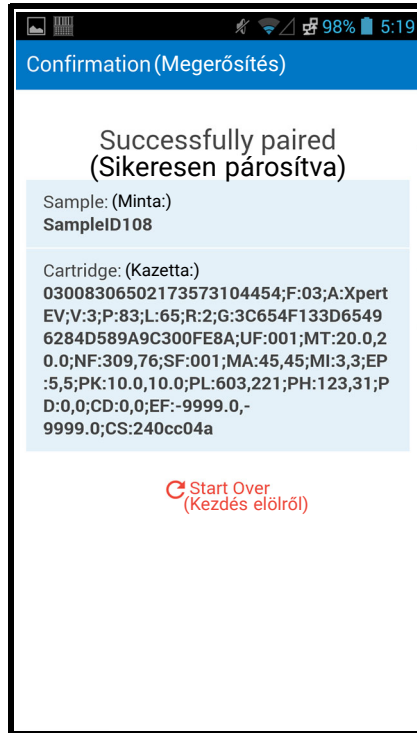 98% 5:19
Confirmation (Megerősítés)
Successfully paired
(Sikeresen párosítva)
Sample: (Minta:)
SampleID108
Cartridge: (Kazetta:)
03008306502173573104454;F:03;A:Xpert
EV;V:3;P:83;L:65;R:2;G:3C654F133D6549
6284D589A9C300FE8A;UF:001;MT:20.0,2
0.0;NF:309,76;SF:001;MA:45,45;MI:3,3;EP
:5,5;PK:10.0,10.0;PL:603,221;PH:123,31;P
D:0,0;CD:0,0;EF:-9999.0,-
9999.0;CS:240cc04a
Start Over
(Kezdés elölről)